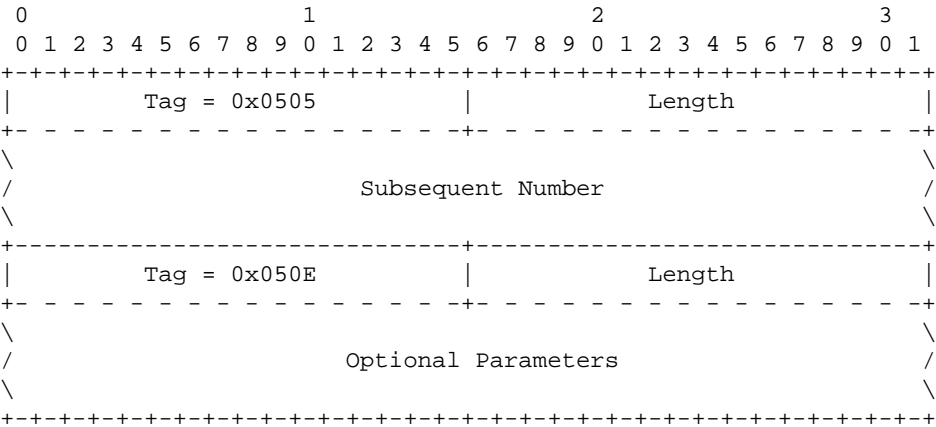 0                   1                   2                   3
 0 1 2 3 4 5 6 7 8 9 0 1 2 3 4 5 6 7 8 9 0 1 2 3 4 5 6 7 8 9 0 1
+-+-+-+-+-+-+-+-+-+-+-+-+-+-+-+-+-+-+-+-+-+-+-+-+-+-+-+-+-+-+-+-+
|         Tag = 0x0505          |            Length             |
+- - - - - - - - - - - - - - - -+- - - - - - - - - - - - - - - -+
\                                                               \
/                        Subsequent Number                      /
\                                                               \
+-------------------------------+-------------------------------+
|         Tag = 0x050E          |            Length             |
+- - - - - - - - - - - - - - - -+- - - - - - - - - - - - - - - -+
\                                                               \
/                       Optional Parameters                     /
\                                                               \
+-+-+-+-+-+-+-+-+-+-+-+-+-+-+-+-+-+-+-+-+-+-+-+-+-+-+-+-+-+-+-+-+